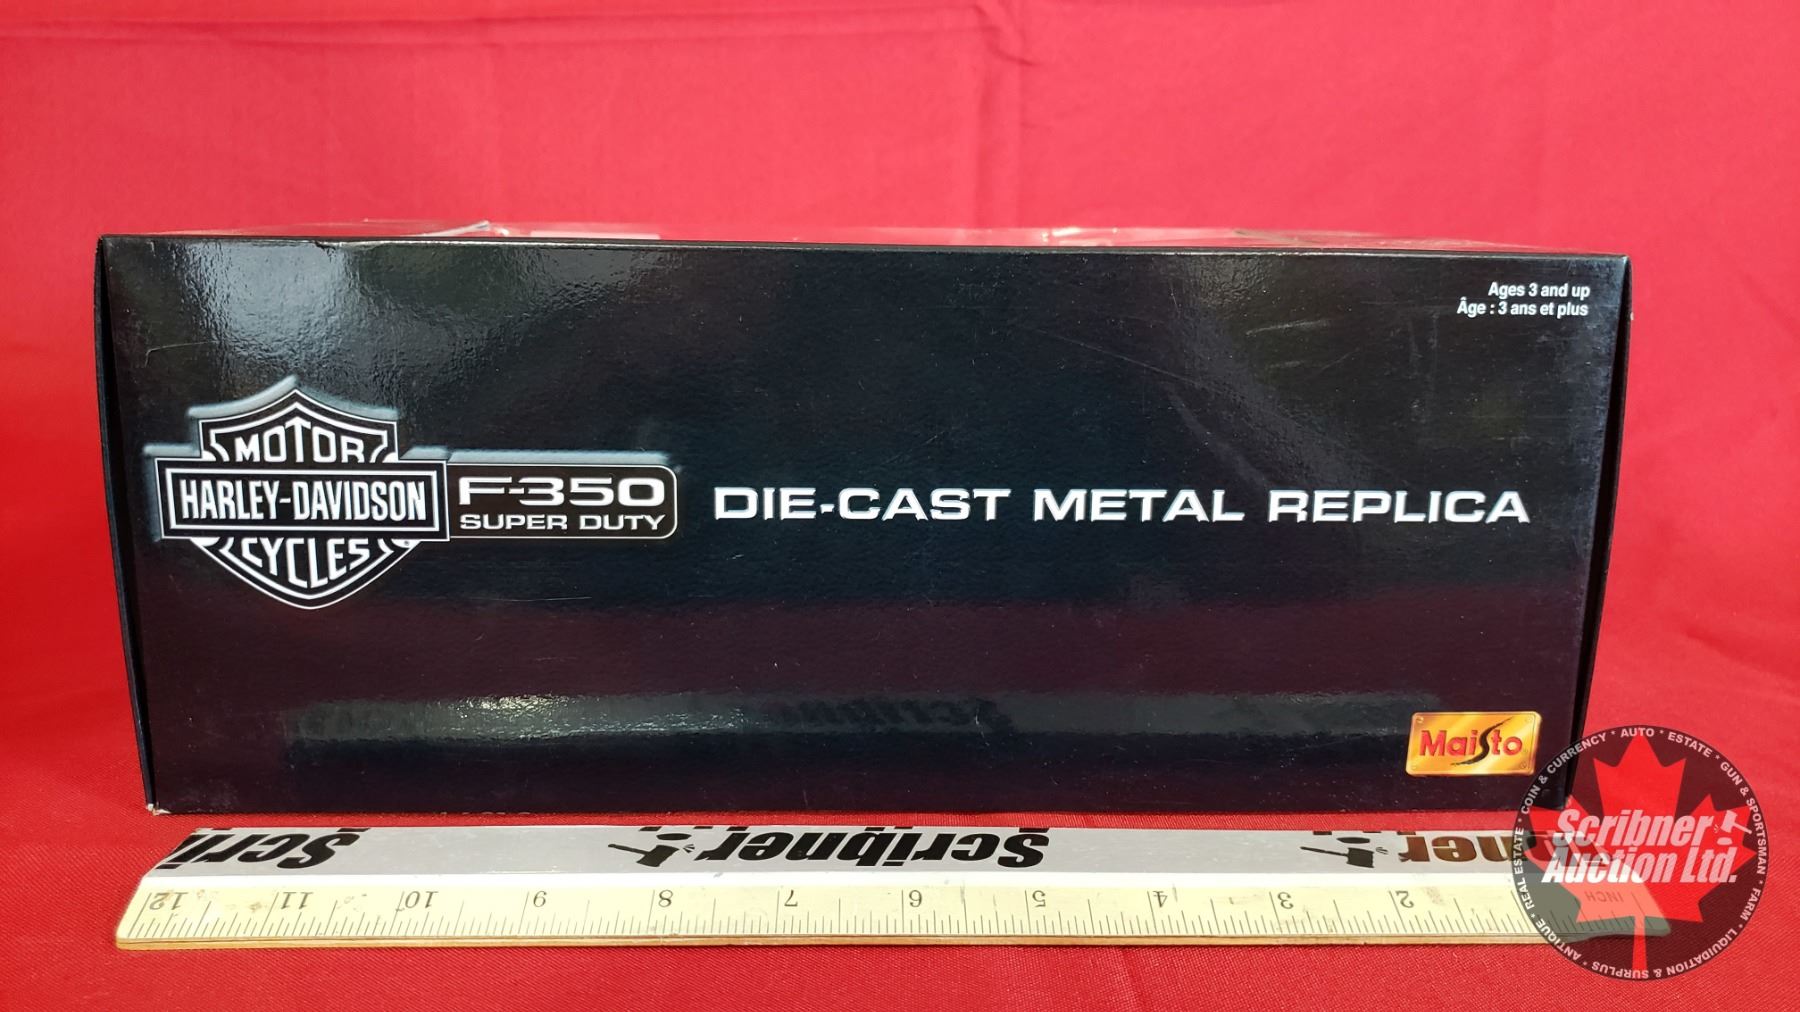 Ages 3 and up
Âge : 3 ans et plus
MOTOR
HARLEY-DAVIDSON
CYCLES
F-350
SUPER DUTY
DIE-CAST METAL REPLICA
Maisto
Scribner
Scribner
12 11 10 9 8 7 6 5 4 3 2
INCH
Scribner
Auction Ltd.
ANTIQUE * REAL ESTATE * COIN & CURRENCY * AUTO * ESTATE * GUN & SPORTSMAN * FARM * LIQUIDATION & SURPLUS *